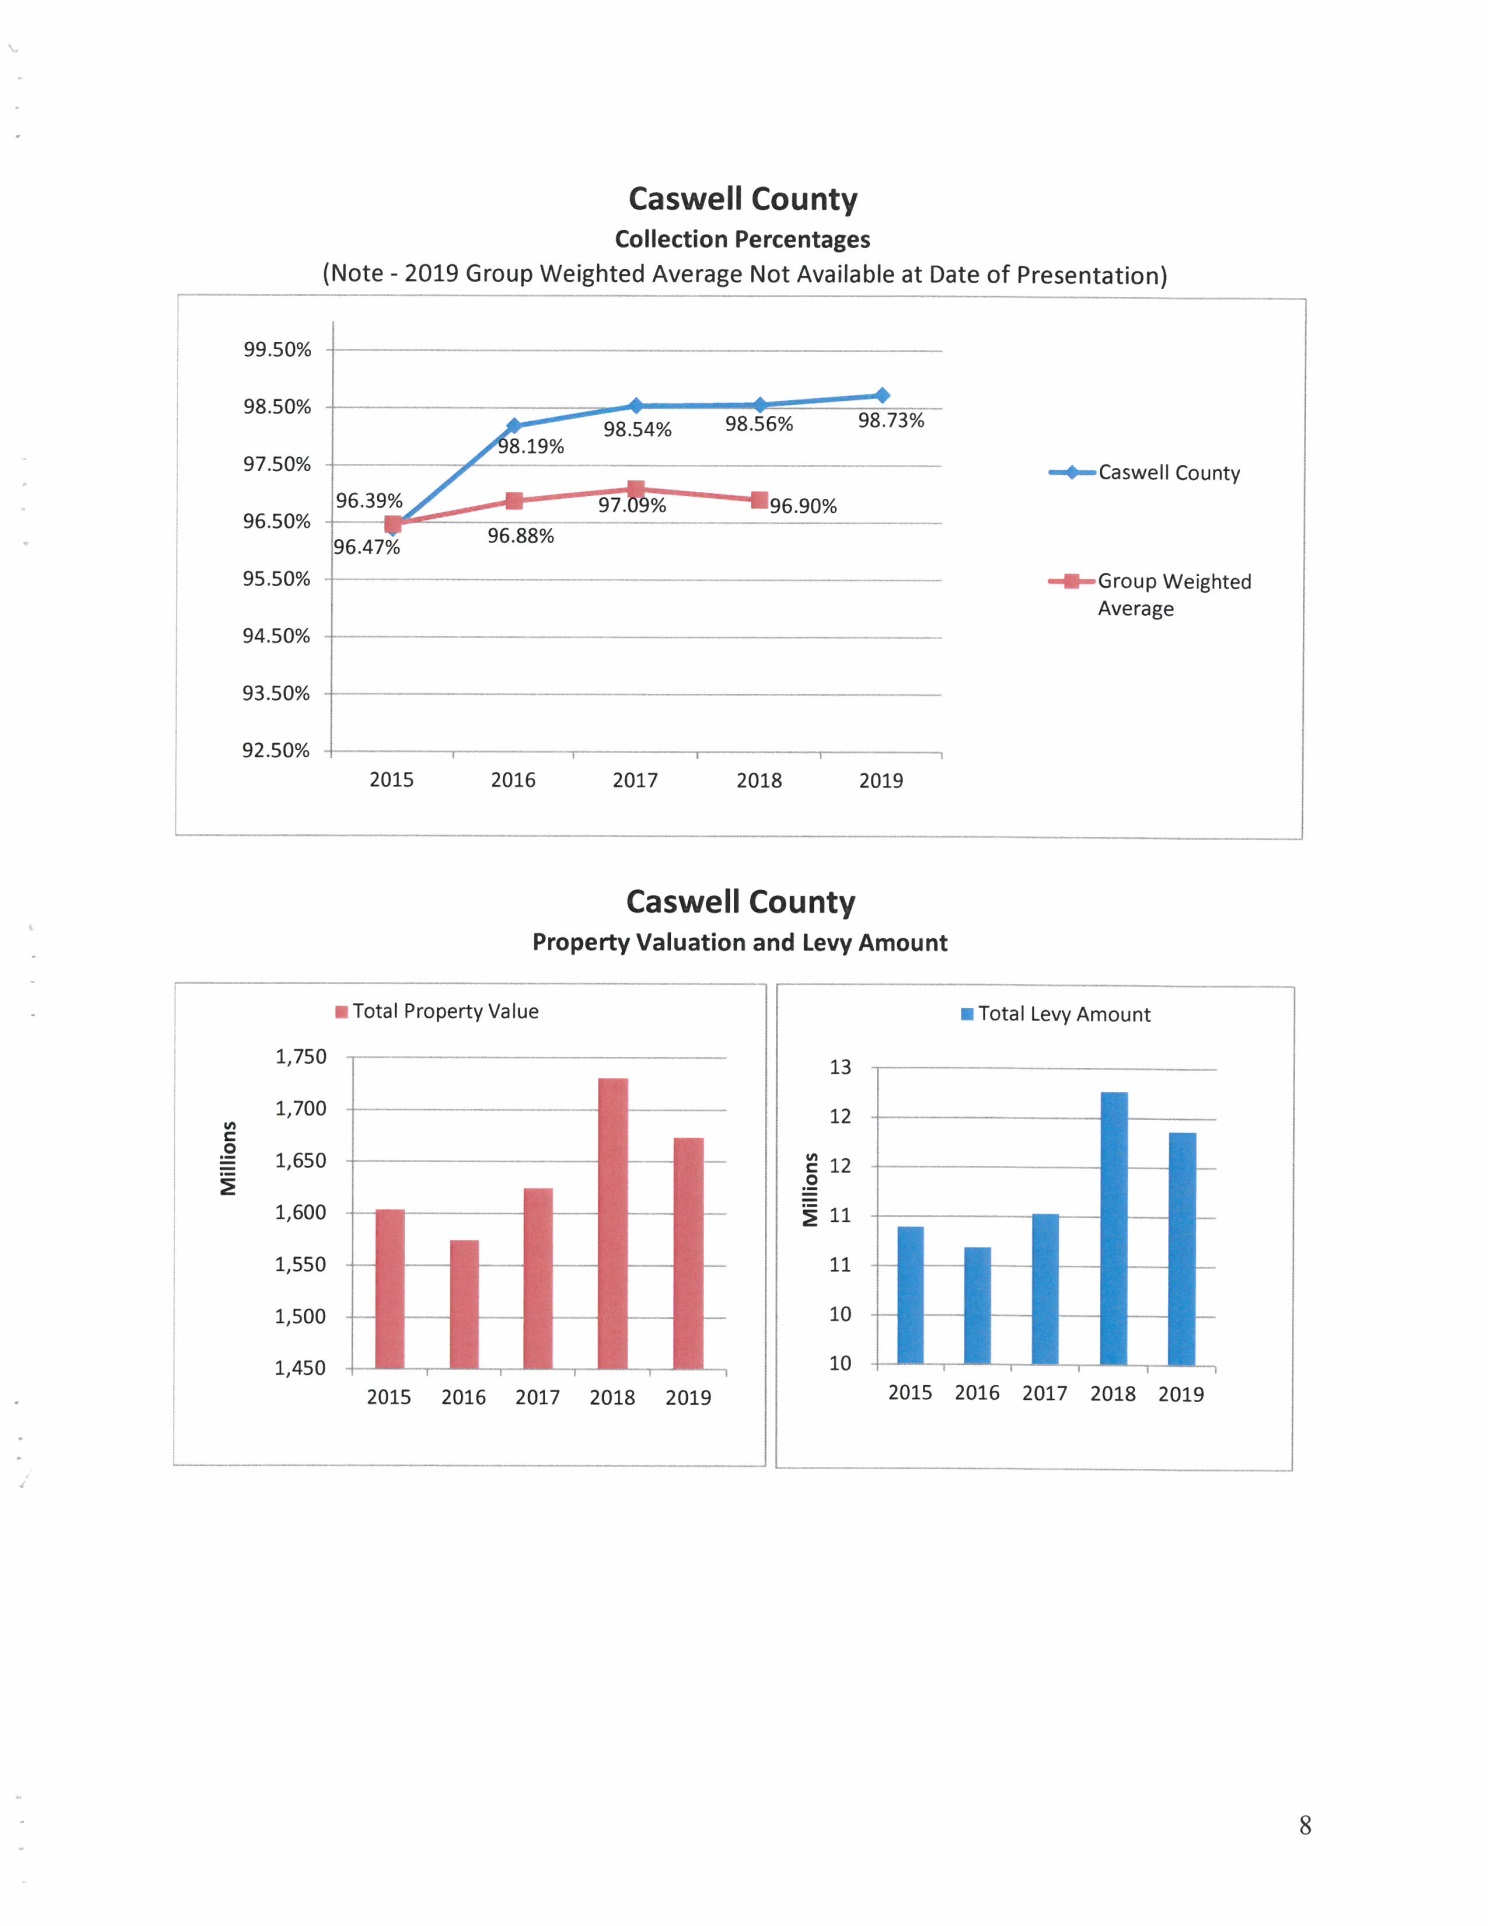 Caswell County
Collection Percentages
(Note - 2019 Group Weighted Average Not Available at Date of Presentation)
99.50%
98.50%
97.50%
96.50%
95.50%
94.50%
93.50%
92.50%
98.19%
98.54%
98.56%
98.73%
96.39%
96.47%
96.88%
97.09%
96.90%
2015 2016 2017 2018 2019
Caswell County
Group Weighted
Average
Caswell County
Property Valuation and Levy Amount
Total Property Value
Millions
1,750
1,700
1,650
1,600
1,550
1,500
1,450
2015 2016 2017 2018 2019
Total Levy Amount
Millions
13
12
12
11
11
10
10
2015 2016 2017 2018 2019
8